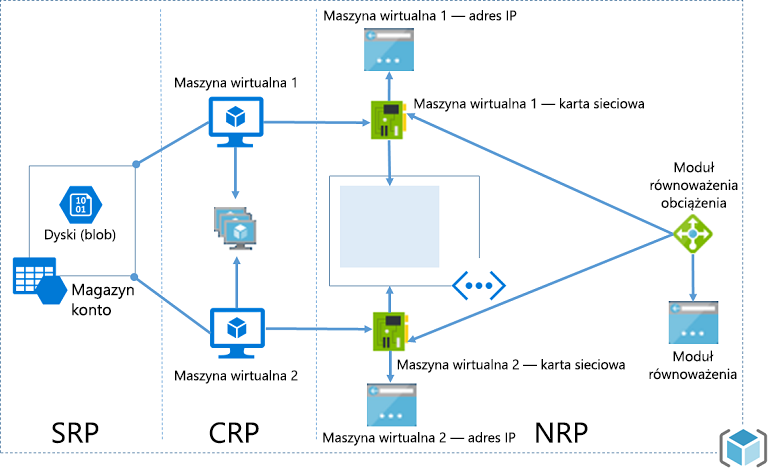 Maszyna wirtualna 1 — adres IP
Maszyna wirtualna 1
Maszyna wirtualna 1 — karta sieciowa
Moduł
równoważenia
obciążenia
10
01
Dyski (blob)
Magazyn
konto
Maszyna wirtualna 2
Maszyna wirtualna 2 — karta sieciowa
Moduł
równoważenia
Maszyna wirtualna 2 — adres IP
SRP
CRP
NRP